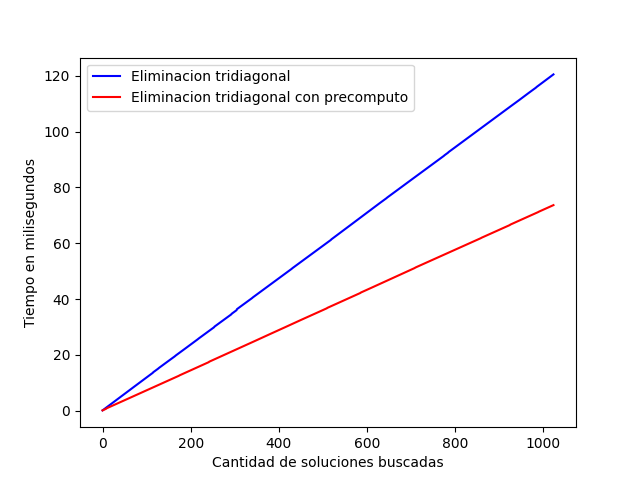 Eliminacion tridiagonal
Eliminacion tridiagonal con precomputo
120
100
80
60
40
20
0
Tiempo en milisegundos
0 200 400 600 800 1000
Cantidad de soluciones buscadas